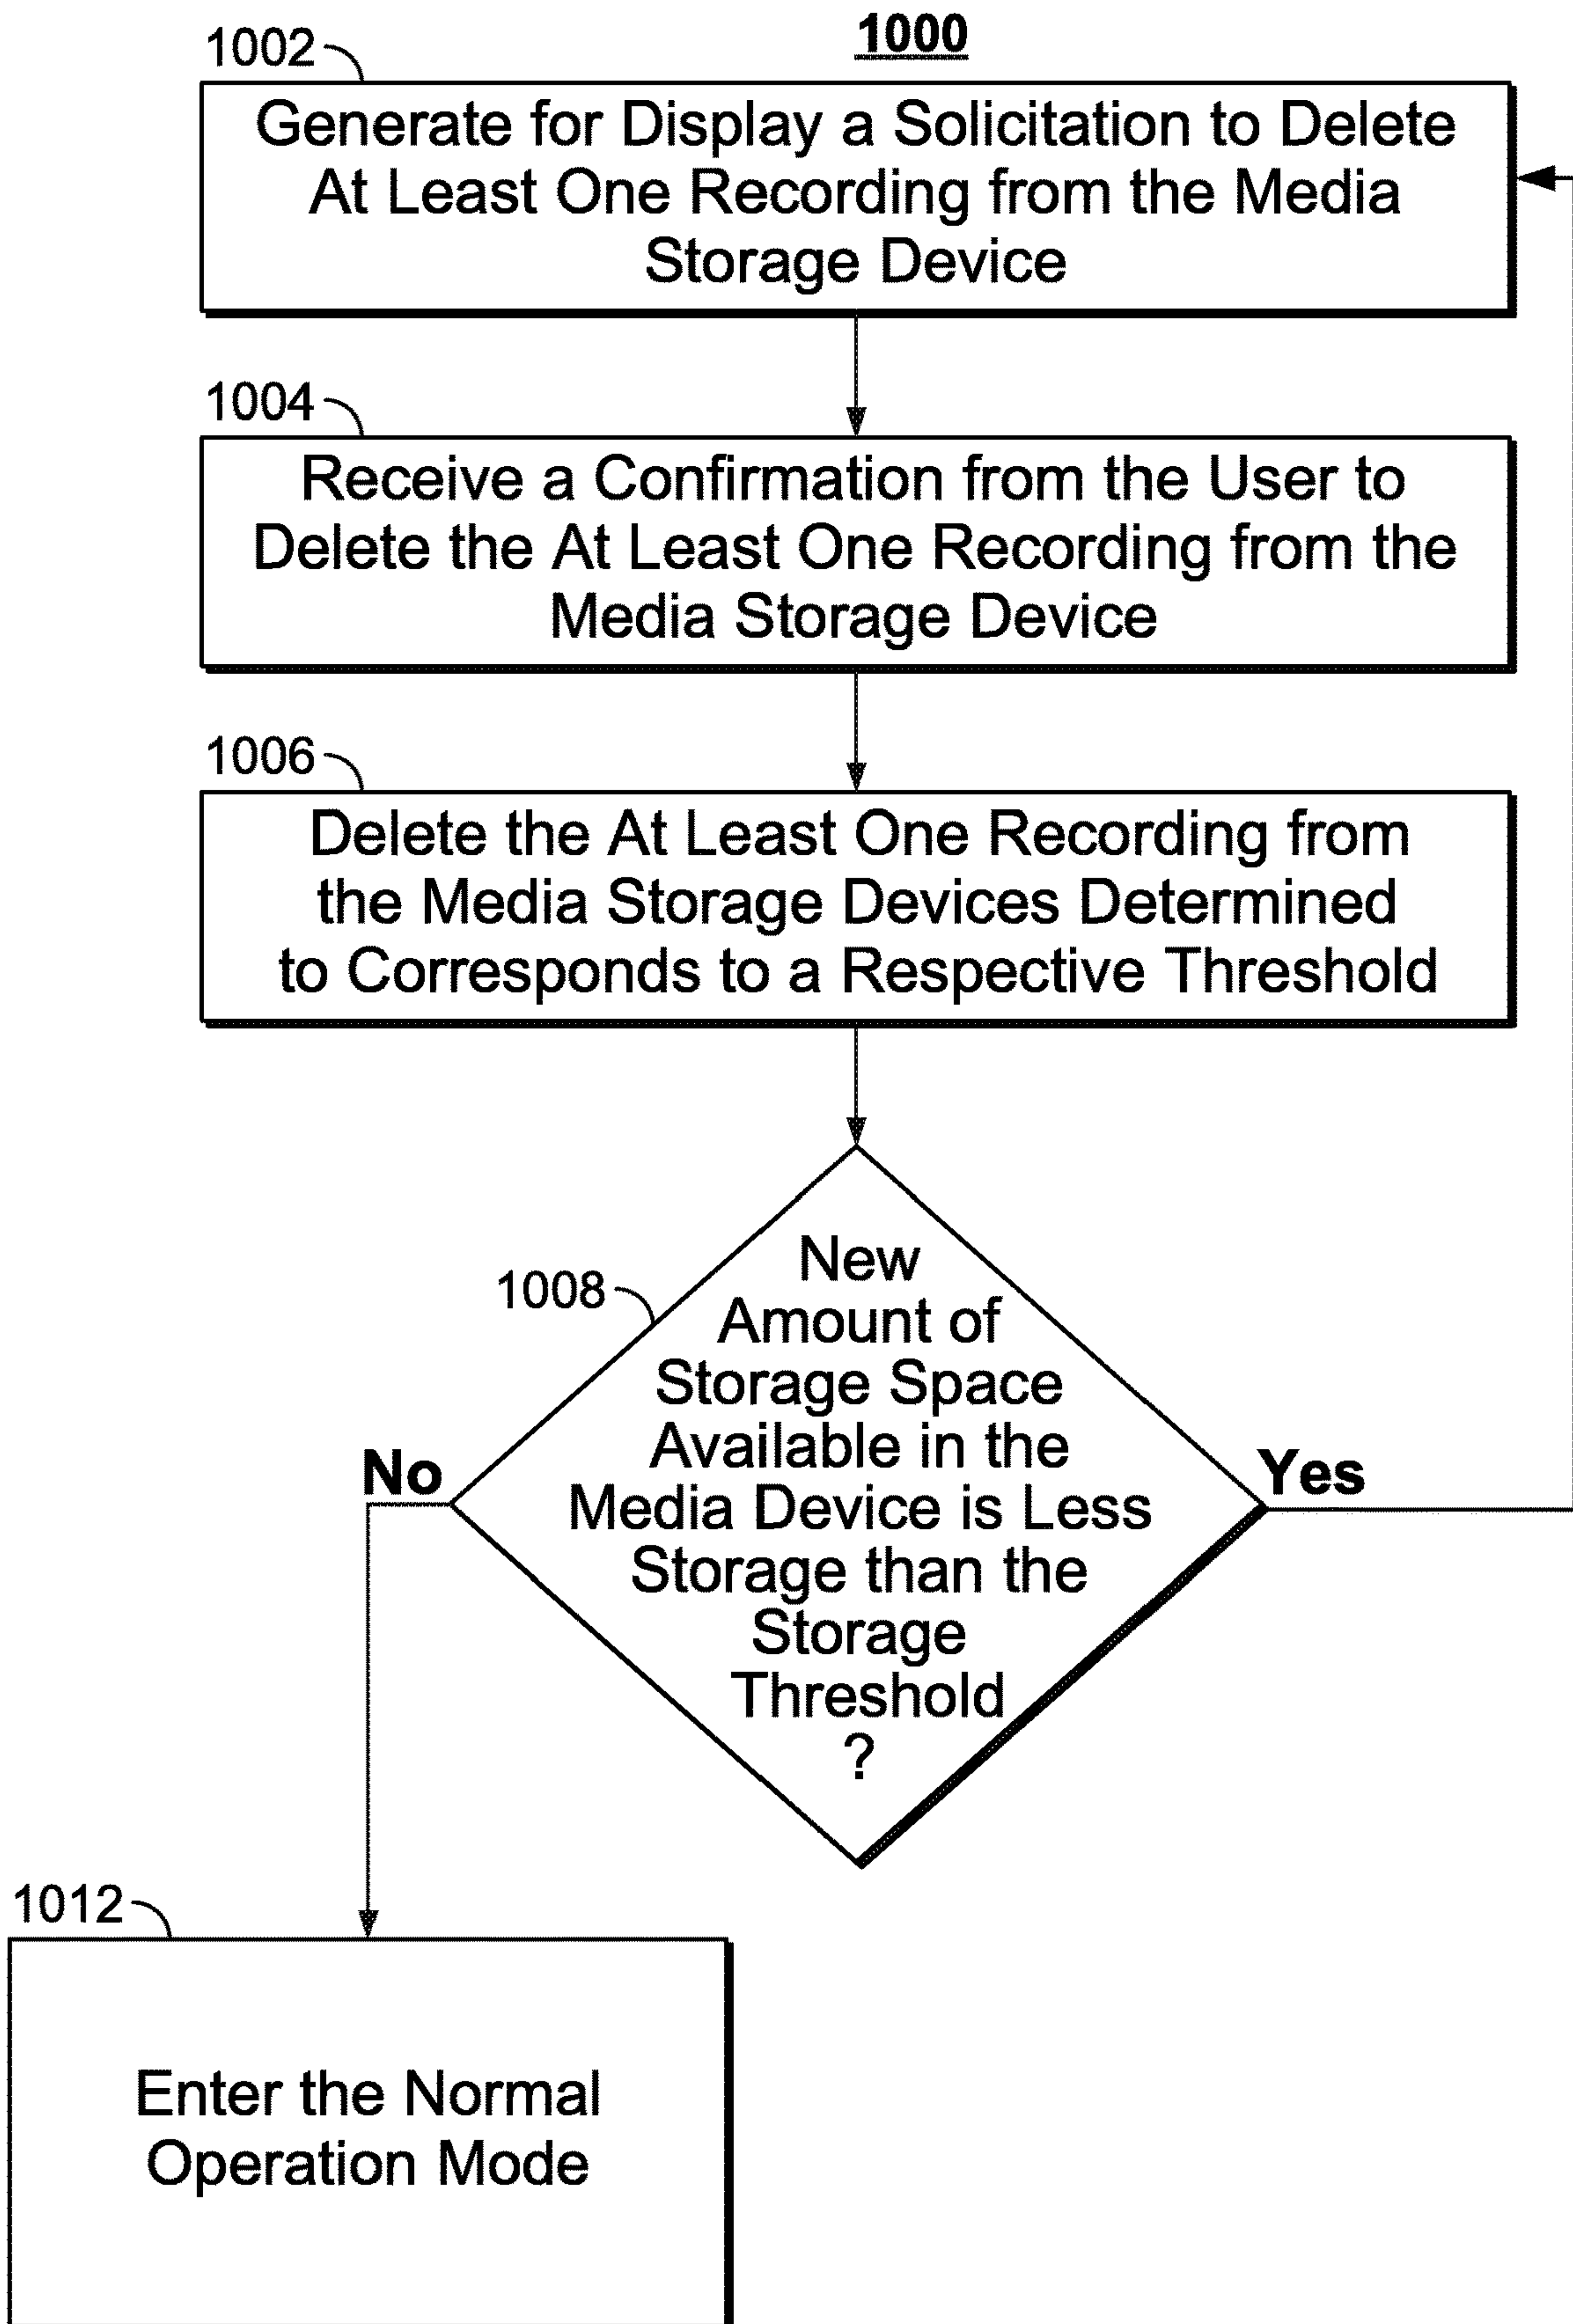 1000
1002
Generate for Display a Solicitation to Delete
At Least One Recording from the Media
Storage Device
1004
Receive a Confirmation from the User to
Delete the At Least One Recording from the
Media Storage Device
1006
Delete the At Least One Recording from
the Media Storage Devices Determined
to Corresponds to a Respective Threshold
1008
New
Amount of
Storage Space
Available in the
Media Device is Less
Storage than the
Storage
Threshold
?
No
Yes
1012
Enter the Normal
Operation Mode